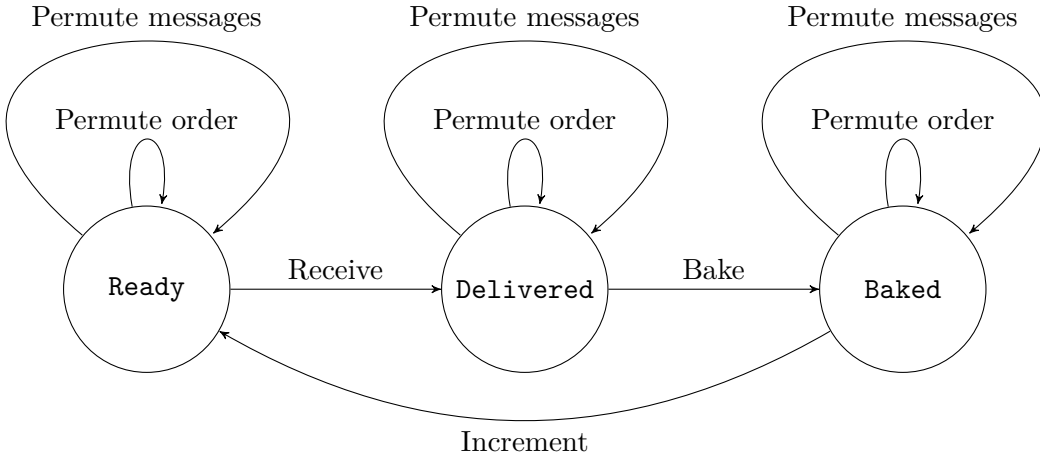 Permute messages
Permute messages
Permute messages
Permute order
Permute order
Permute order
Receive
Bake
Ready
Delivered
Baked
Increment